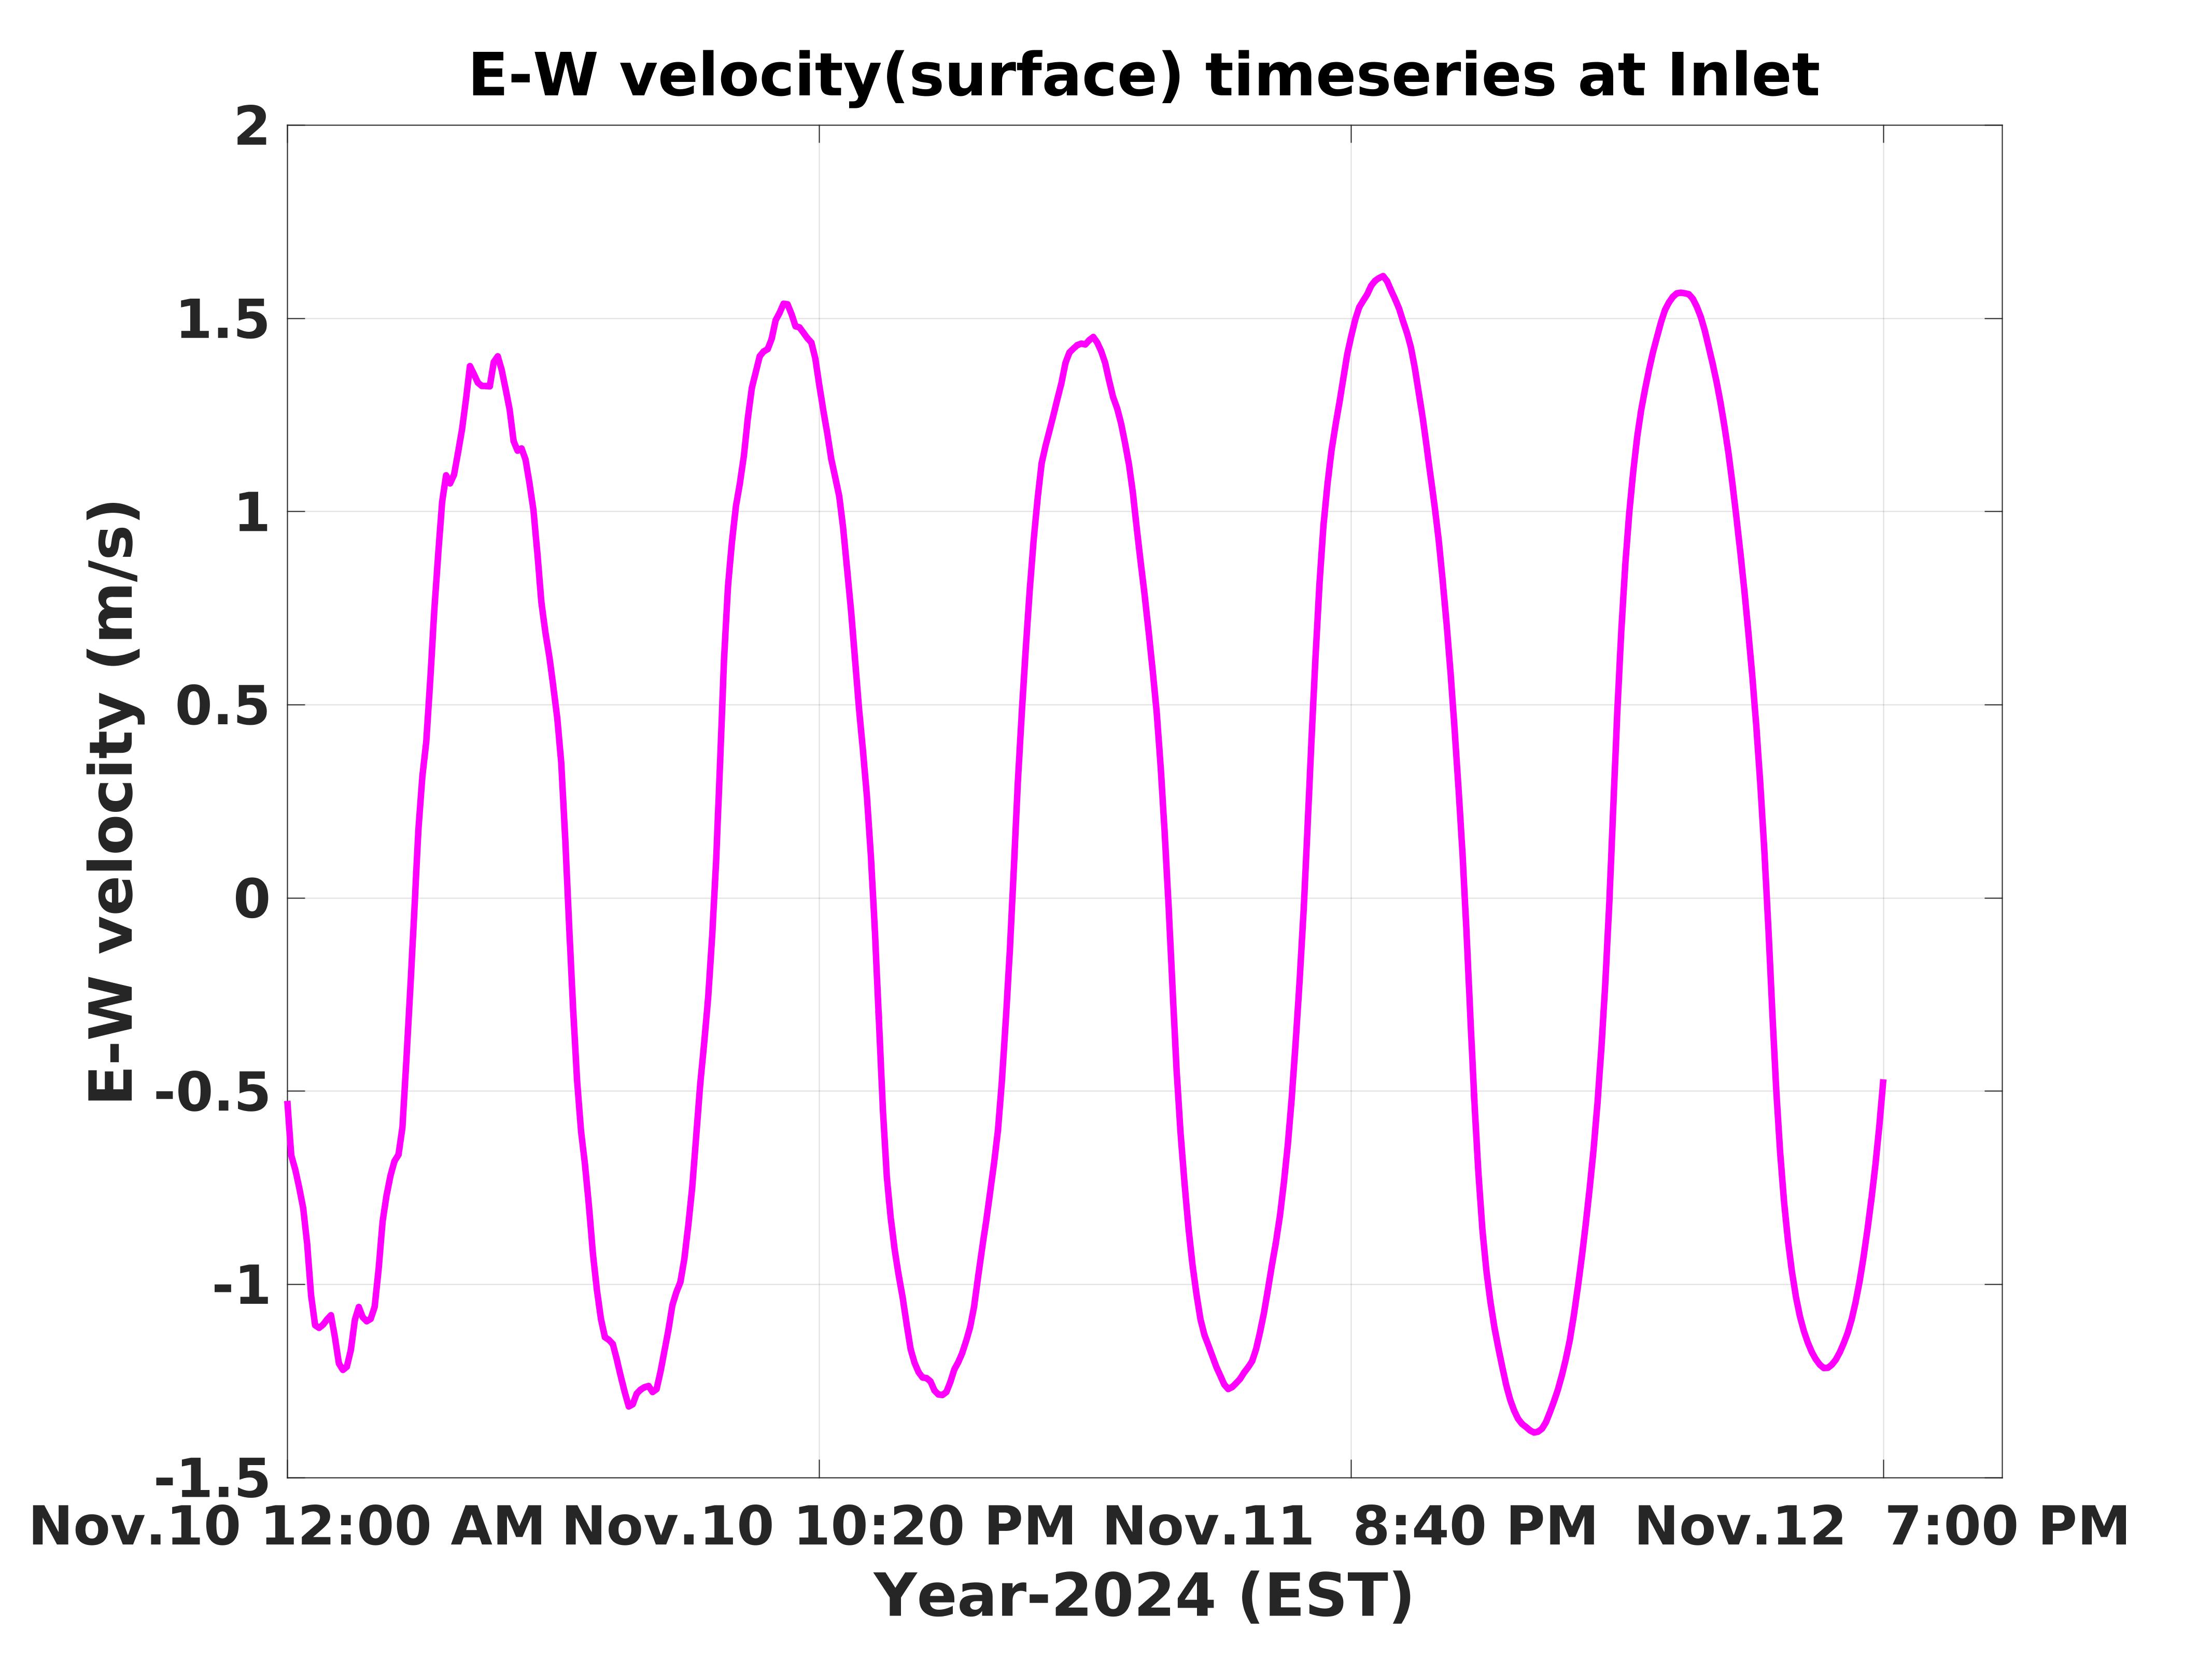 E-W velocity(surface) timeseries at Inlet
E-W velocity (m/s)
2
1.5
1
0.5
0
-0.5
-1
-1.5
Nov.10 12:00 AM Nov.10 10:20 PM Nov.11 8:40 PM Nov.12 7:00 PM
Year-2024 (EST)